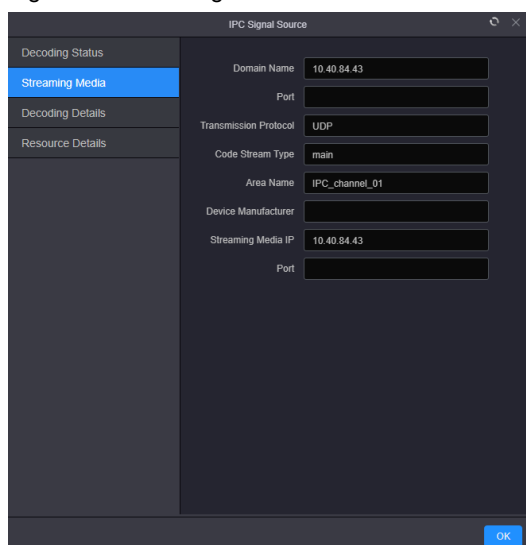 IPC Signal Source
Decoding Status
Streaming Media
Decoding Details
Resource Details
Domain Name 10.40.84.43
Port
Transmission Protocol UDP
Code Stream Type main
Area Name IPC_channel_01
Device Manufacturer
Streaming Media IP 10.40.84.43
Port
OK